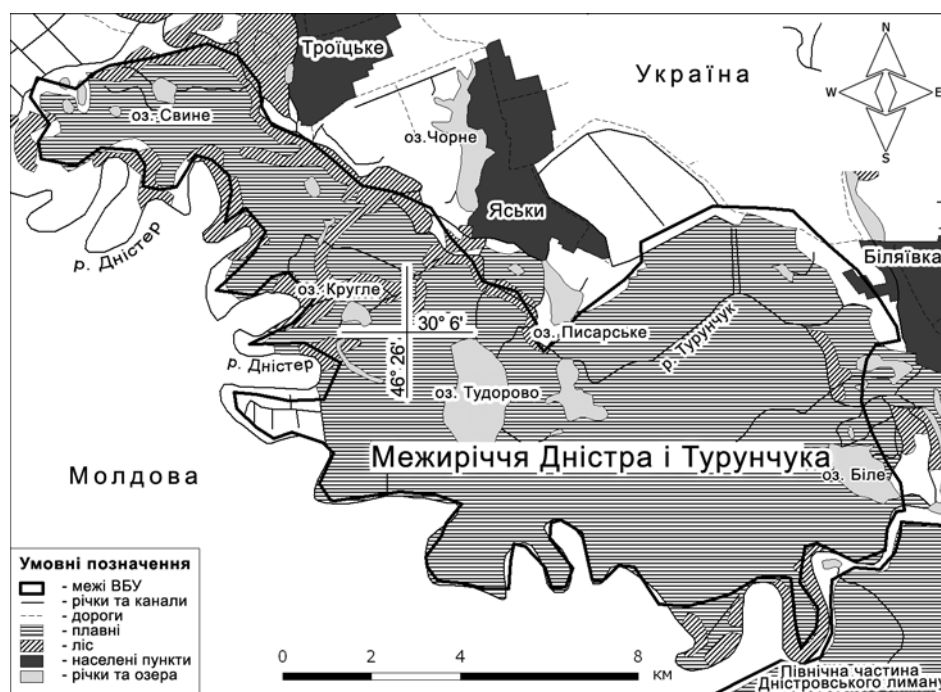 Троїцьке
Україна
N
W
E
S
оз. Свине
оз.Чорне
Яськи
р. Дністер
Біляївка
оз. Кругле
30° 6'
46° 26'
оз. Писарське
р. Турунчук
р. Дністер
оз. Тудорово
Межиріччя Дністра і Турунчука
Молдова
оз. Біле
Умовні позначення
- межі ВБУ
- річки та канали
- дороги
- плавні
- ліс
- населені пункти
- річки та озера
0 2 4 8
км
Північна частина
Дністровського лиману